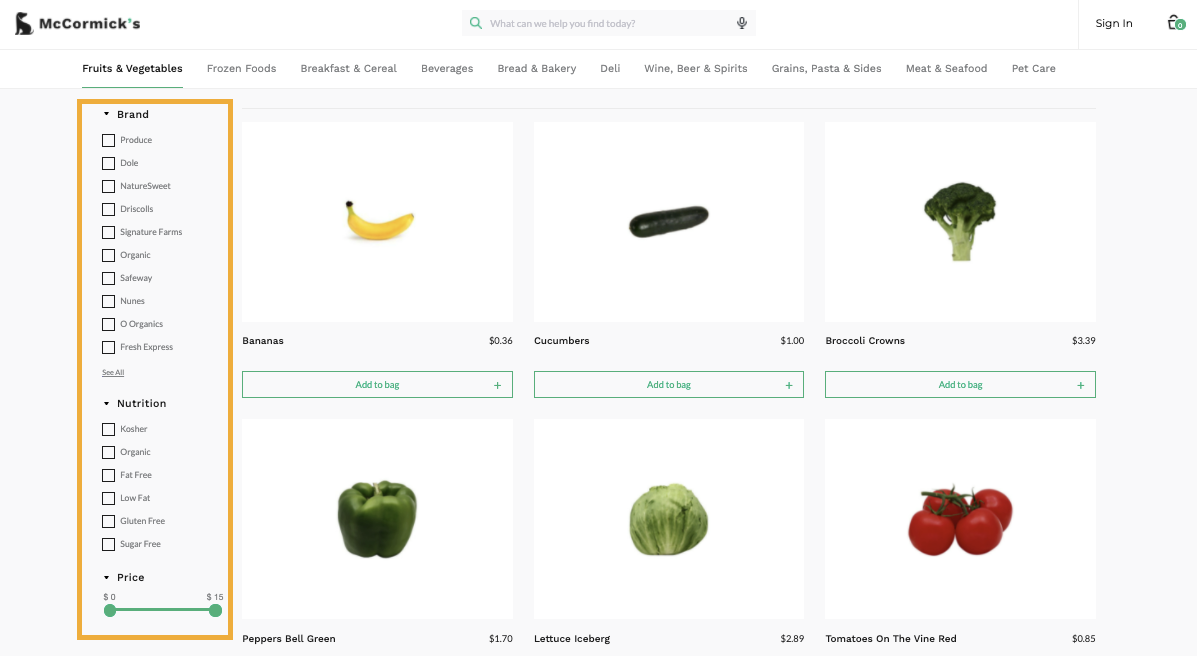 McCormick's
What can we help you find today?
Sign In
0
Fruits & Vegetables Frozen Foods Breakfast & Cereal Beverages Bread & Bakery Deli Wine, Beer & Spirits Grains, Pasta & Sides Meat & Seafood Pet Care
Brand
Produce
Dole
NatureSweet
Driscolls
Signature Farms
Organic
Safeway
Nunes
O Organics
Fresh Express
See All
Nutrition
Kosher
Organic
Fat Free
Low Fat
Gluten Free
Sugar Free
Price
$ 0 $ 15
Bananas $0.36
Add to bag +
Cucumbers $1.00
Add to bag +
Broccoli Crowns $3.39
Add to bag +
Peppers Bell Green $1.70
Lettuce Iceberg $2.89
Tomatoes On The Vine Red $0.85